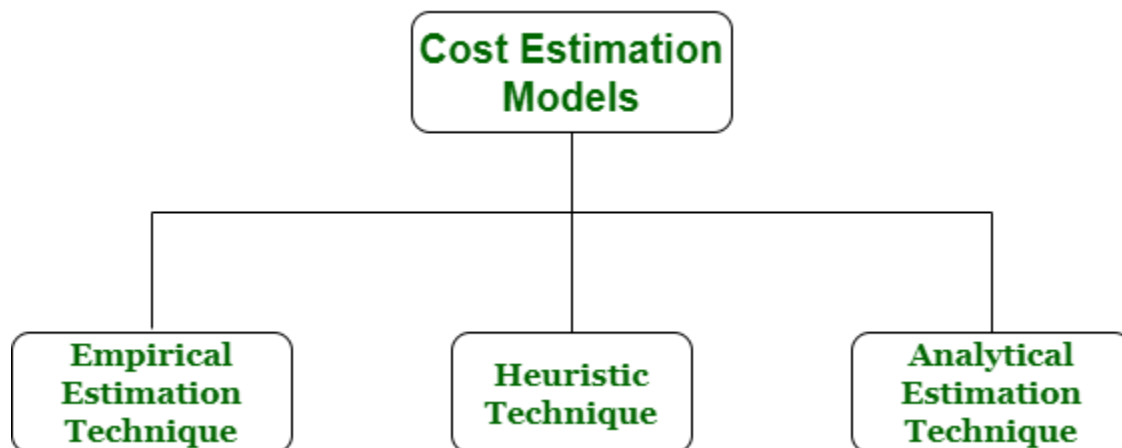 Cost Estimation
Models
Empirical
Estimation
Technique
Heuristic
Technique
Analytical
Estimation
Technique